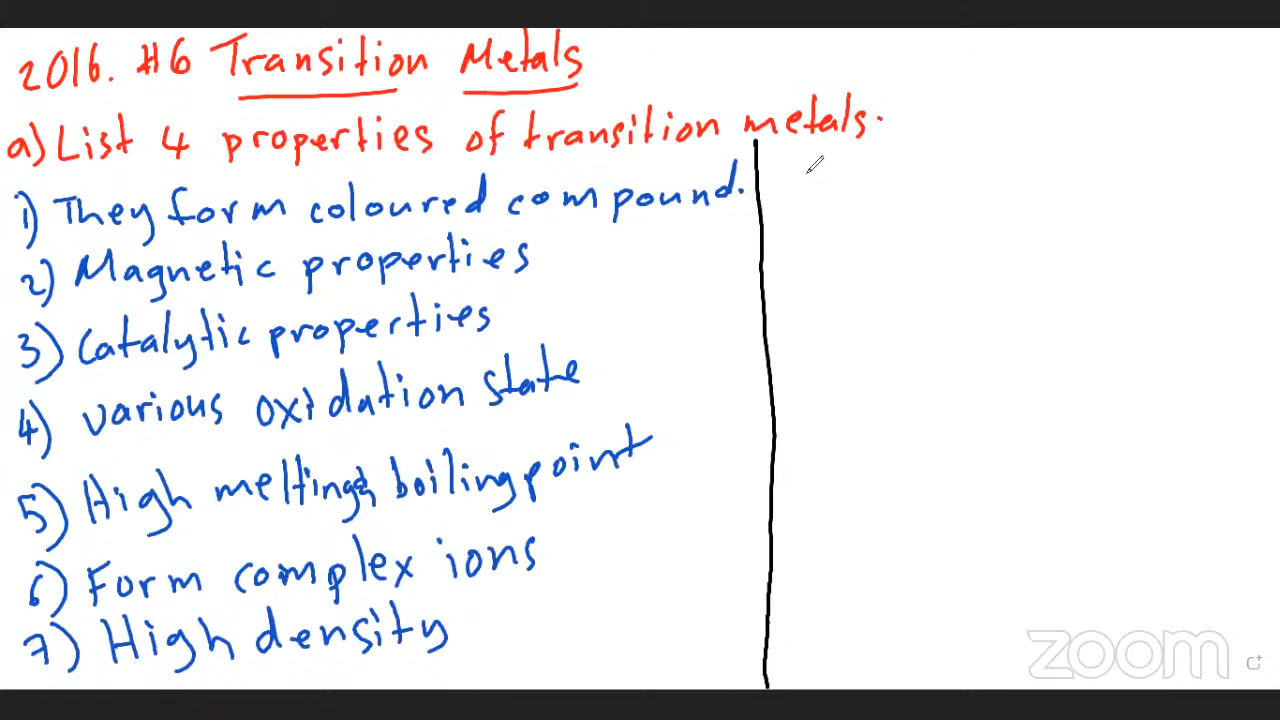 2016. #6 Transition Metals
a) List 4 properties of transition metals.
1) They form coloured compound.
2) Magnetic properties
3) Catalytic properties
4) various oxidation state
5) High melting & boiling point
6) Form complex ions
7) High density
zoom